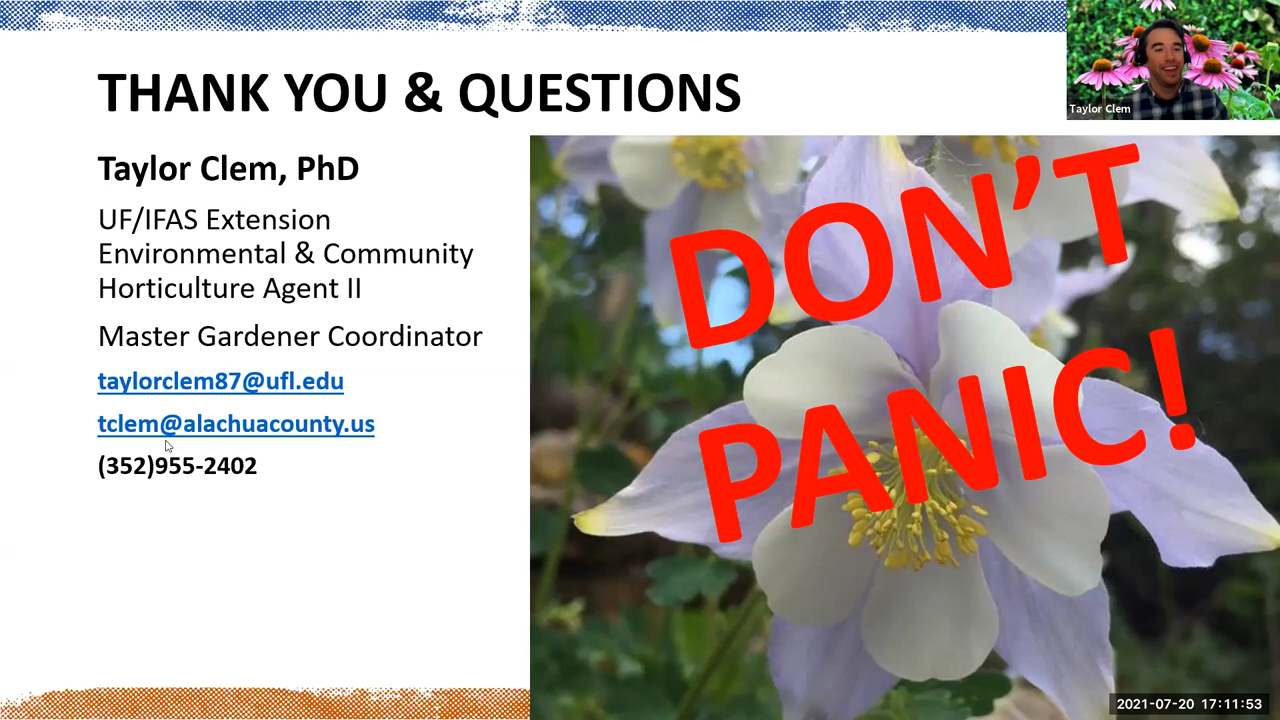 THANK YOU & QUESTIONS
Taylor Clem
Taylor Clem, PhD
UF/IFAS Extension
Environmental & Community
Horticulture Agent II
Master Gardener Coordinator
taylorclem87@ufl.edu
tclem@alachuacounty.us
(352)955-2402
DON’T
PANIC!
2021-07-20 17:11:53